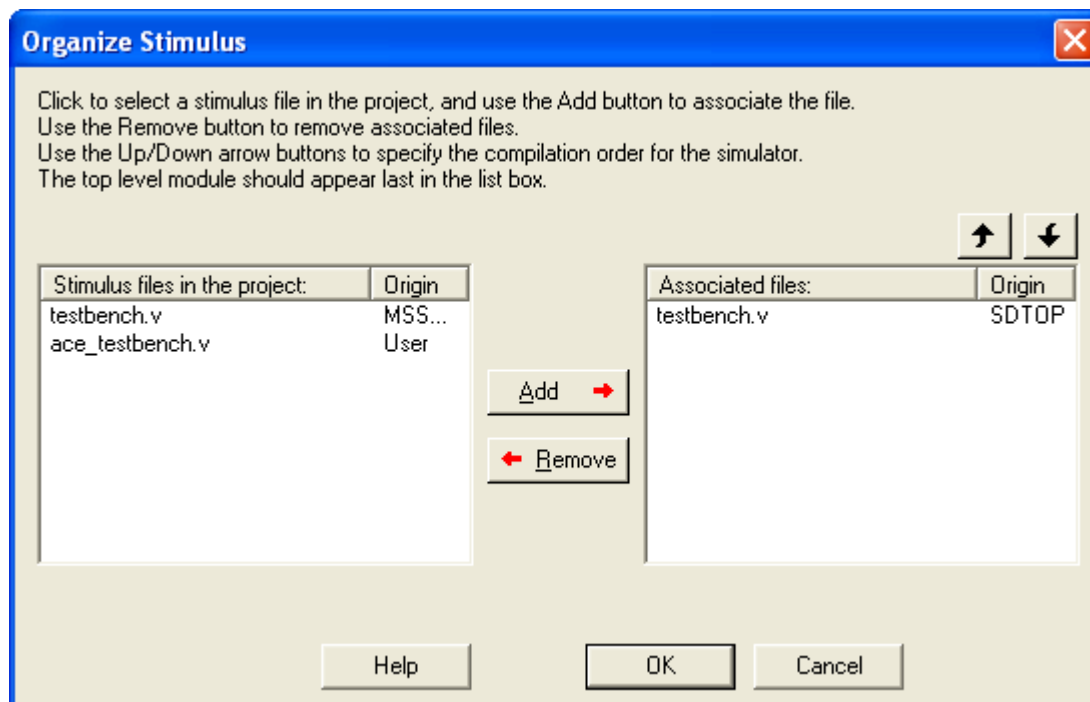 Organize Stimulus
Click to select a stimulus file in the project, and use the Add button to associate the file.
Use the Remove button to remove associated files.
Use the Up/Down arrow buttons to specify the compilation order for the simulator.
The top level module should appear last in the list box.
Stimulus files in the project: Origin
testbench.v MSS...
ace_testbench.v User
Add
Remove
Associated files: Origin
testbench.v SDTOP
Help OK Cancel